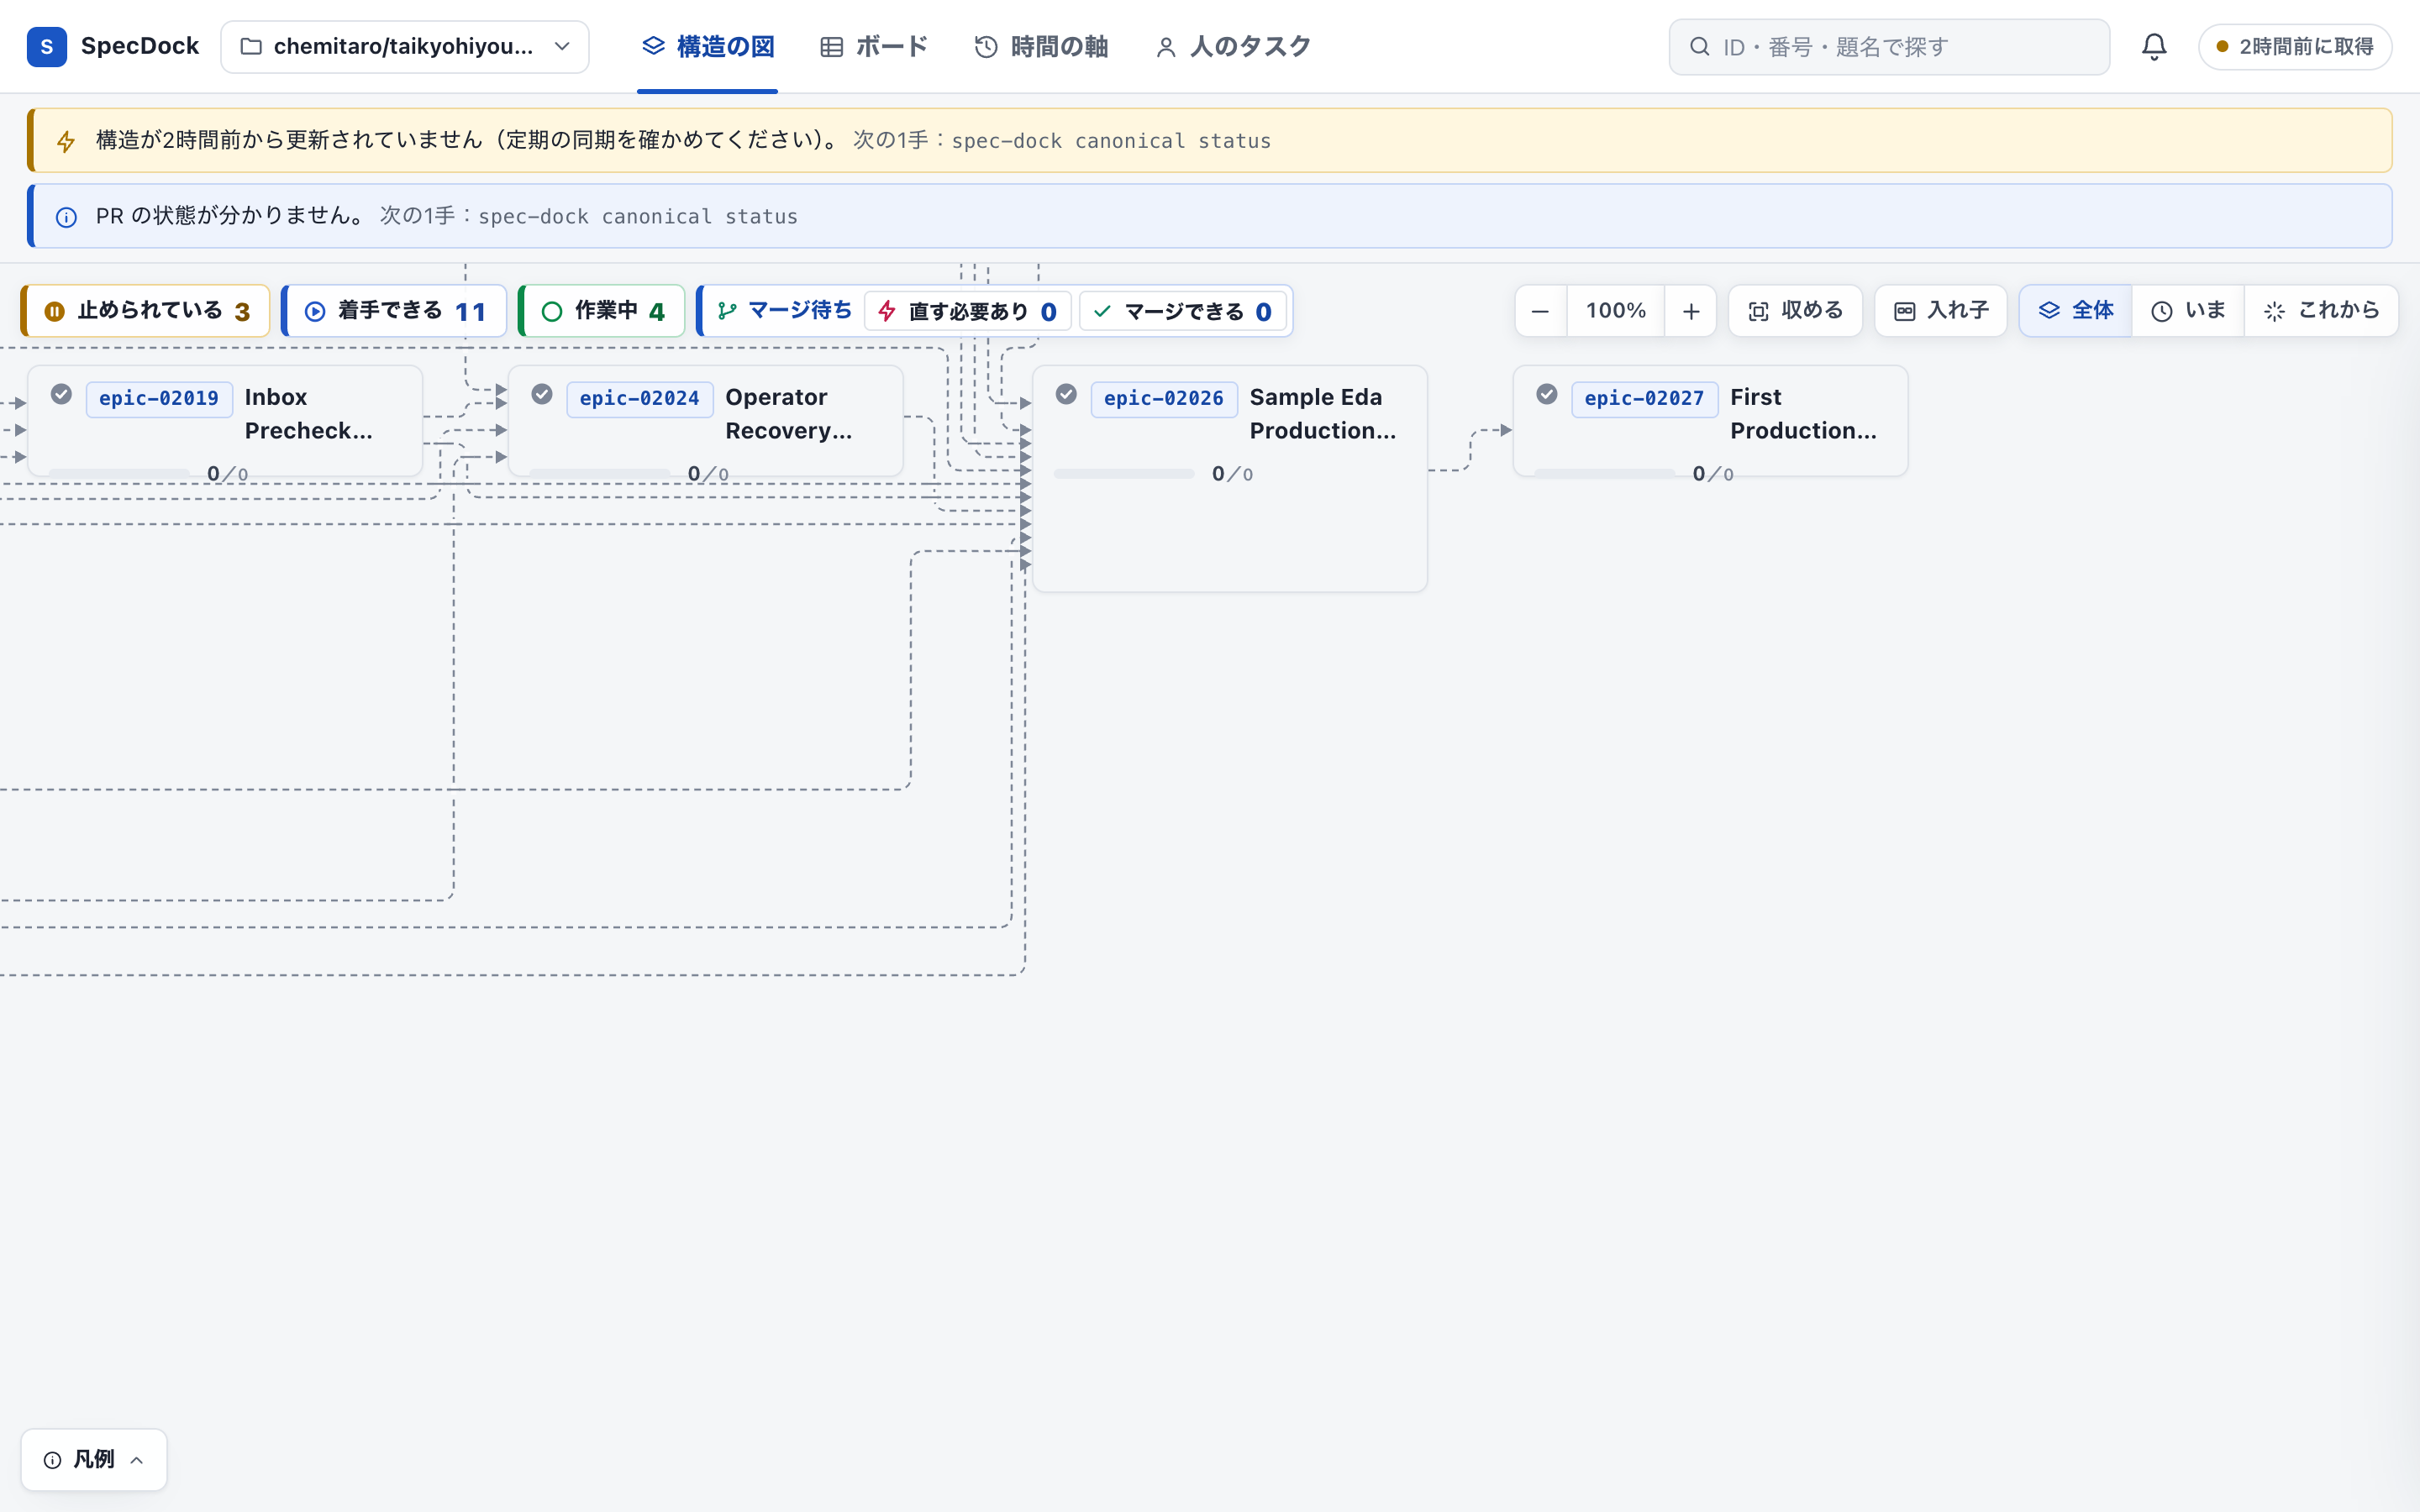 S SpecDock chemitaro/taikyohiyou... 構造の図 ボード 時間の軸 人のタスク ID・番号・題名で探す 2時間前に取得
構造が2時間前から更新されていません（定期の同期を確かめてください）。 次の1手：spec-dock canonical status
PR の状態が分かりません。 次の1手：spec-dock canonical status
止められている 3 着手できる 11 作業中 4 マージ待ち 直す必要あり 0 マージできる 0 − 100% + 収める 入れ子 全体 いま これから
epic-02019 Inbox
Precheck...
0/0
epic-02024 Operator
Recovery...
0/0
epic-02026 Sample Eda
Production...
0/0
epic-02027 First
Production...
0/0
凡例